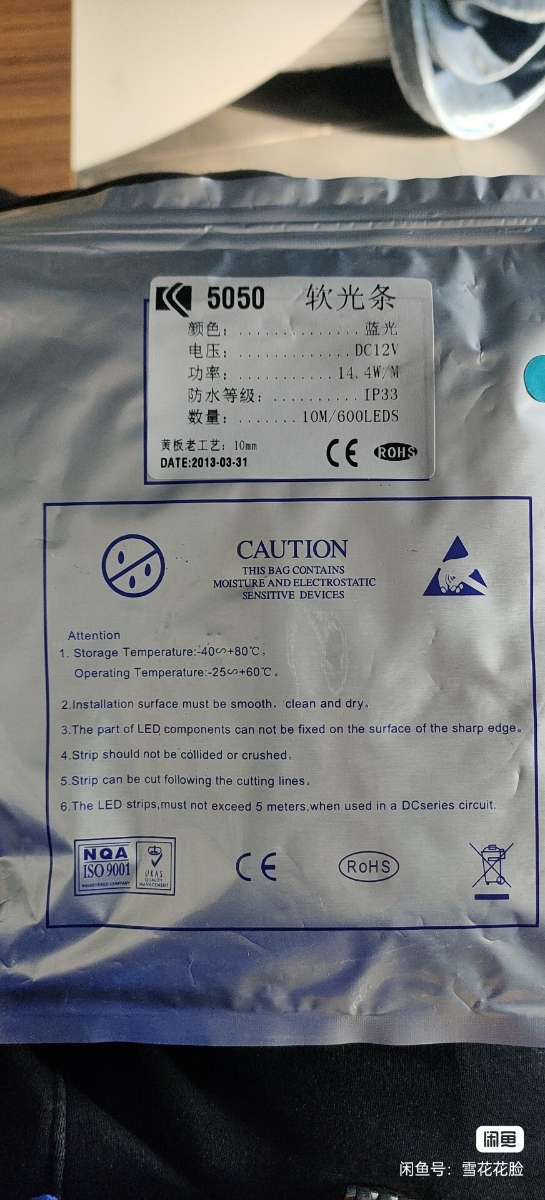 5050 软光条
颜色：..............蓝光
电压：.............DC12V
功率：...........14.4W/M
防水等级：..........IP33
数量：.......10M/600LEDS
黄板老工艺：10mm
DATE:2013-03-31
CE ROHS
CAUTION
THIS BAG CONTAINS
MOISTURE AND ELECTROSTATIC
SENSITIVE DEVICES
Attention
1. Storage Temperature:-40∽+80℃，
Operating Temperature:-25∽+60℃。
2.Installation surface must be smooth，clean and dry。
3.The part of LED components can not be fixed on the surface of the sharp edge。
4.Strip should not be collided or crushed。
5.Strip can be cut following the cutting lines。
6.The LED strips,must not exceed 5 meters,when used in a DCseries circuit.
NQA
ISO 9001
REGISTERED COMPANY
UKAS
QUALITY
MANAGEMENT
CE
RoHS
闲鱼
闲鱼号：雪花花脸